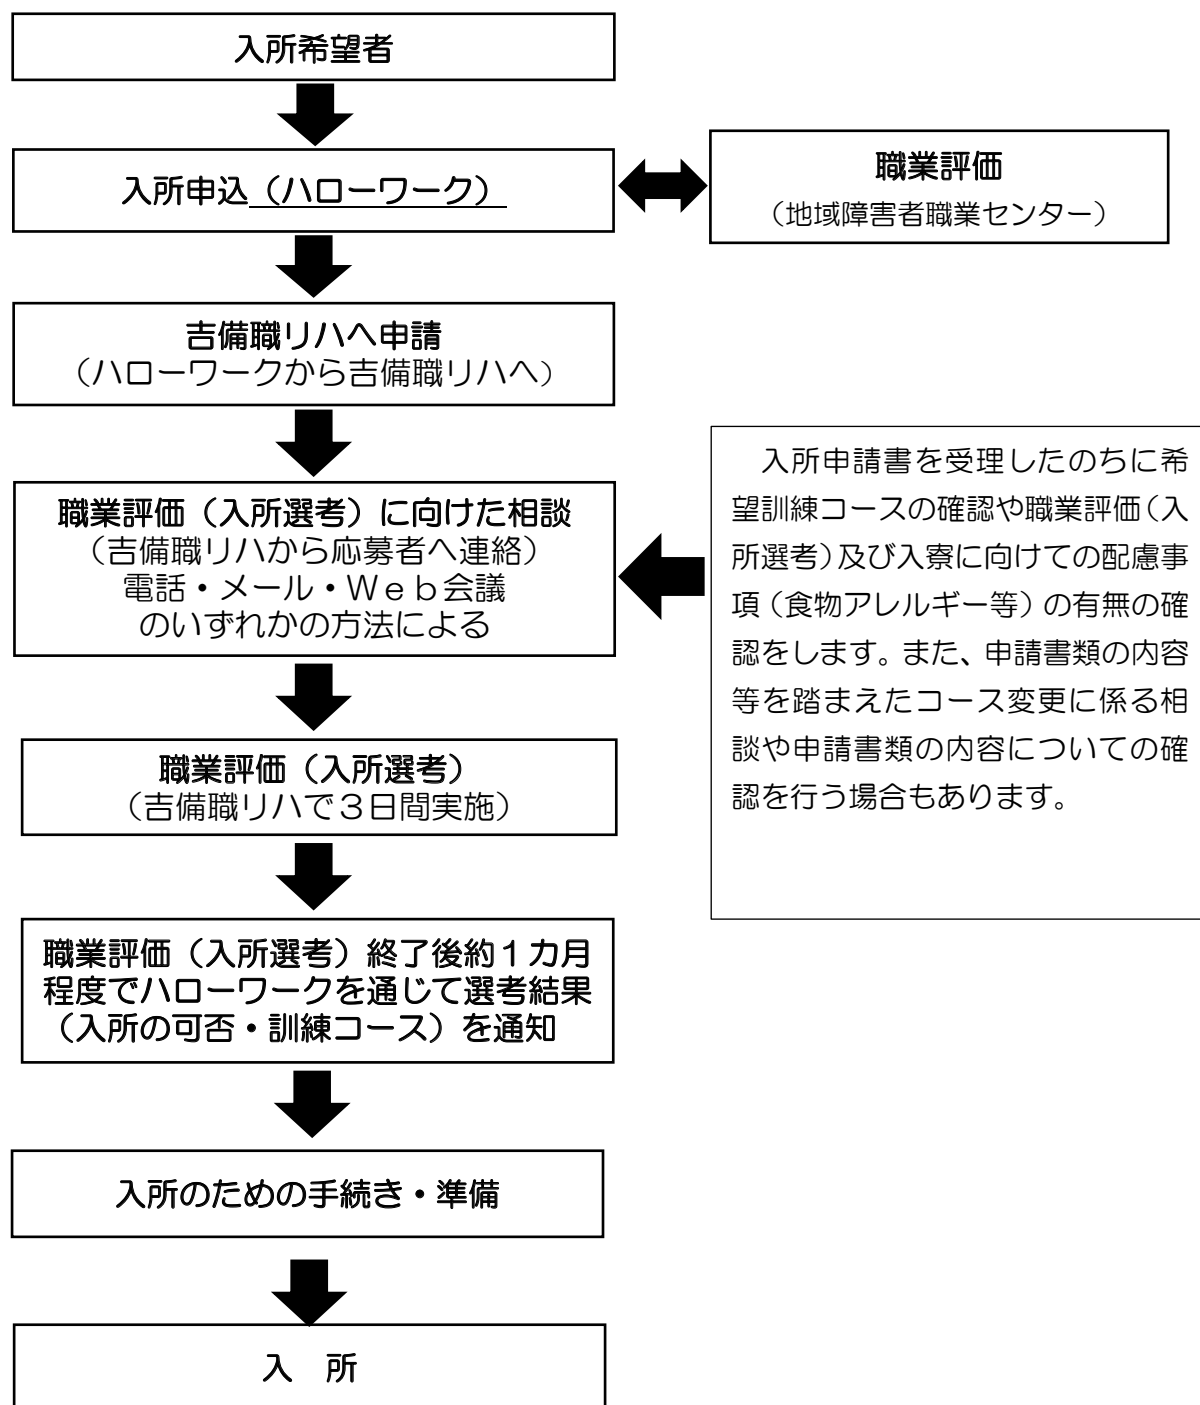 入所希望者
入所申込（ハローワーク）
職業評価
（地域障害者職業センター）
吉備職リハへ申請
（ハローワークから吉備職リハへ）
職業評価（入所選考）に向けた相談
（吉備職リハから応募者へ連絡）
電話・メール・Ｗｅｂ会議
のいずれかの方法による
入所申請書を受理したのちに希
望訓練コースの確認や職業評価（入
所選考）及び入寮に向けての配慮事
項（食物アレルギー等）の有無の確
認をします。また、申請書類の内容
等を踏まえたコース変更に係る相
談や申請書類の内容についての確
認を行う場合もあります。
職業評価（入所選考）
（吉備職リハで３日間実施）
職業評価（入所選考）終了後約１カ月
程度でハローワークを通じて選考結果
（入所の可否・訓練コース）を通知
入所のための手続き・準備
入　所